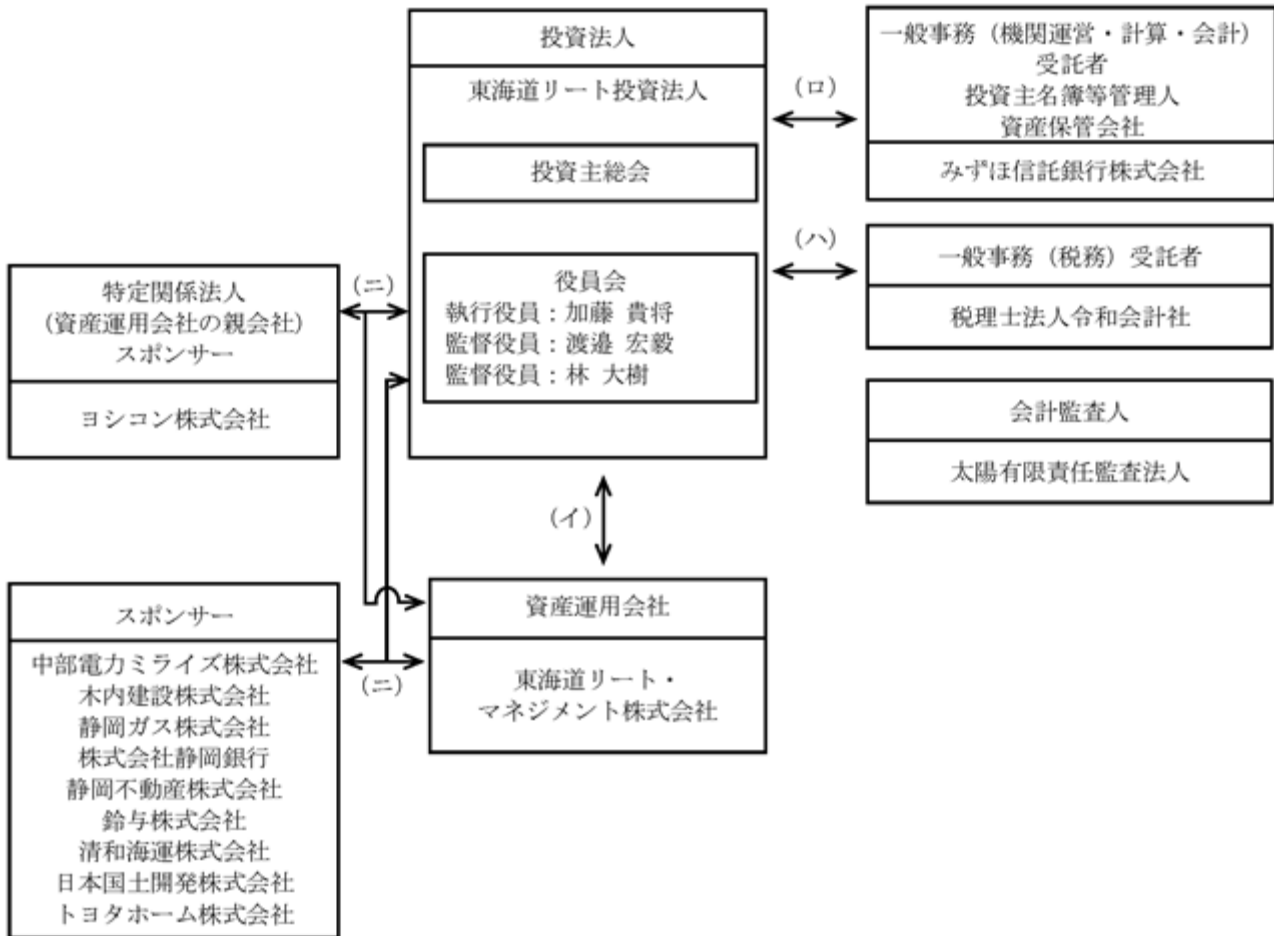 投資法人
東海道リート投資法人
投資主総会
役員会
執行役員：加藤 貴将
監督役員：渡邉 宏毅
監督役員：林 大樹
(ロ)
一般事務（機関運営・計算・会計）
受託者
投資主名簿等管理人
資産保管会社
みずほ信託銀行株式会社
(ハ)
一般事務（税務）受託者
税理士法人令和会計社
会計監査人
太陽有限責任監査法人
特定関係法人
(資産運用会社の親会社)
スポンサー
ヨシコン株式会社
(ニ)
(イ)
スポンサー
中部電力ミライズ株式会社
木内建設株式会社
静岡ガス株式会社
株式会社静岡銀行
静岡不動産株式会社
鈴与株式会社
清和海運株式会社
日本国土開発株式会社
トヨタホーム株式会社
(ニ)
資産運用会社
東海道リート・
マネジメント株式会社